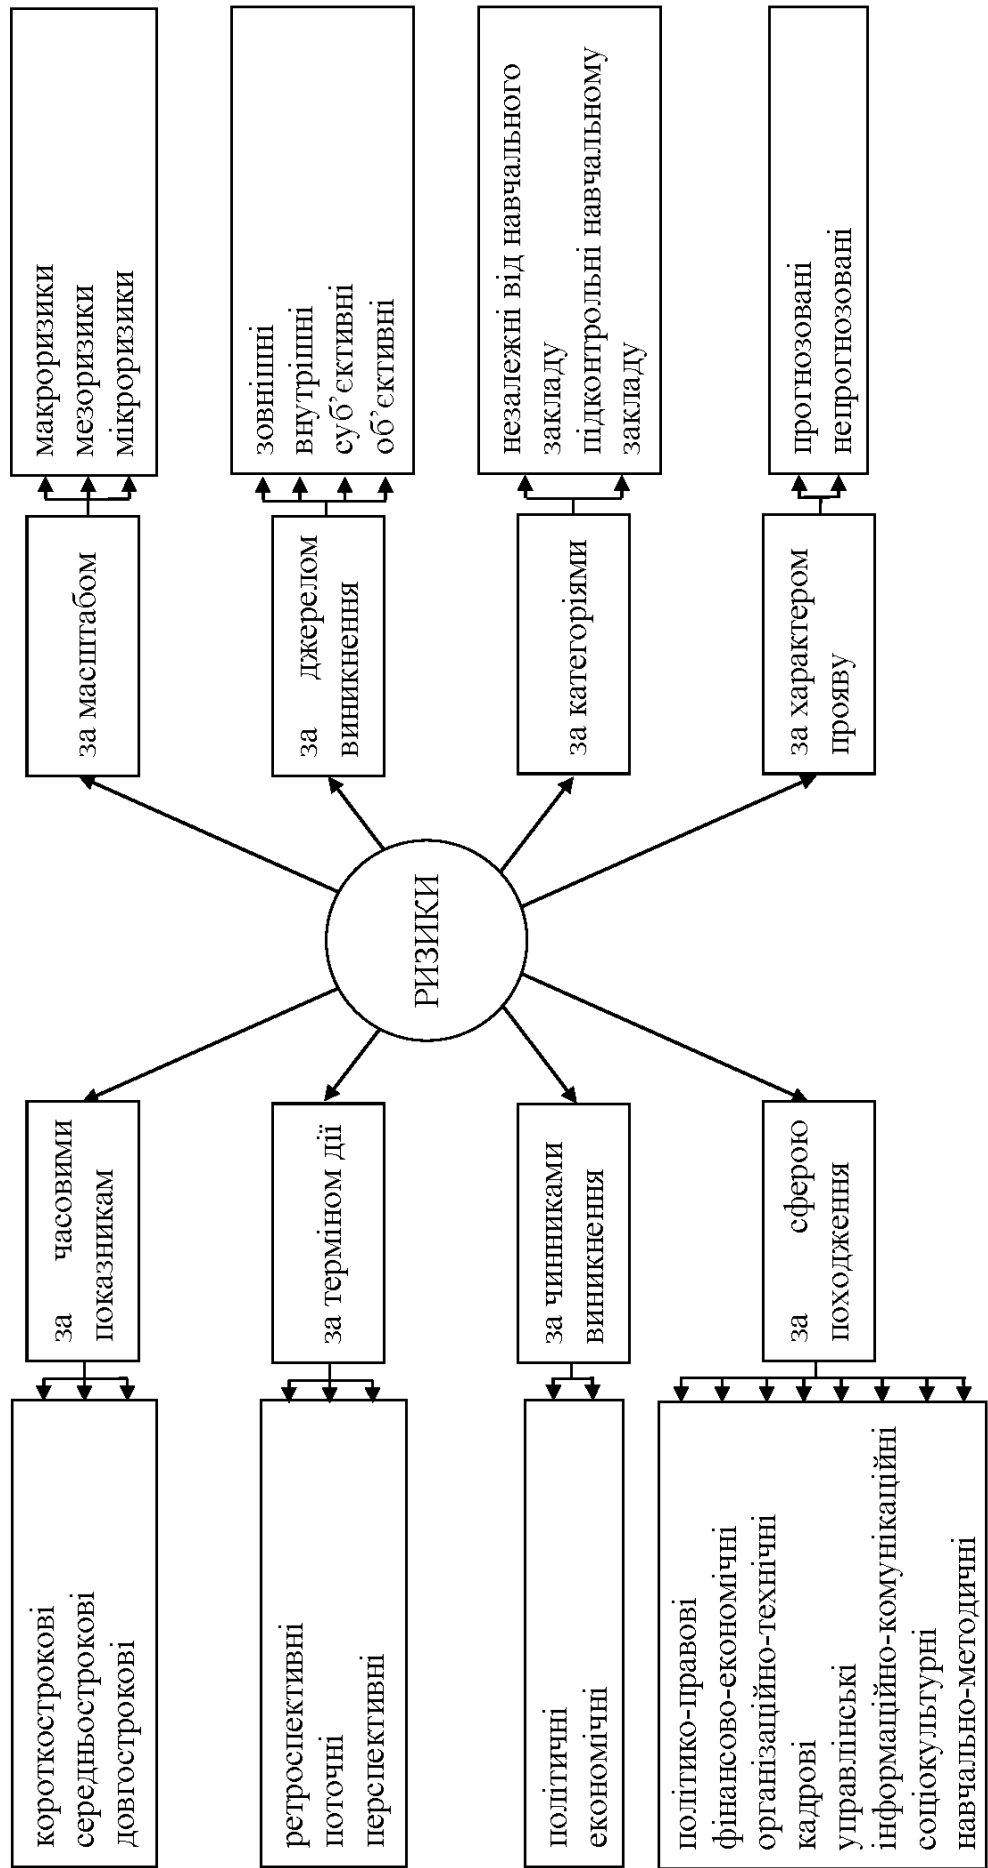 РИЗИКИ
за часовими
показникам
короткострокові
середньострокові
довгострокові
за терміном дії
ретроспективні
поточні
перспективні
за чинниками
виникнення
політичні
економічні
за сферою
походження
політико-правові
фінансово-економічні
організаційно-технічні
кадрові
управлінські
інформаційно-комунікаційні
соціокультурні
навчально-методичні
за масштабом
макроризики
мезоризики
мікроризики
за джерелом
виникнення
зовнішні
внутрішні
суб’єктивні
об’єктивні
за категоріями
незалежні від навчального
закладу
підконтрольні навчальному
закладу
за характером
прояву
прогнозовані
непрогнозовані